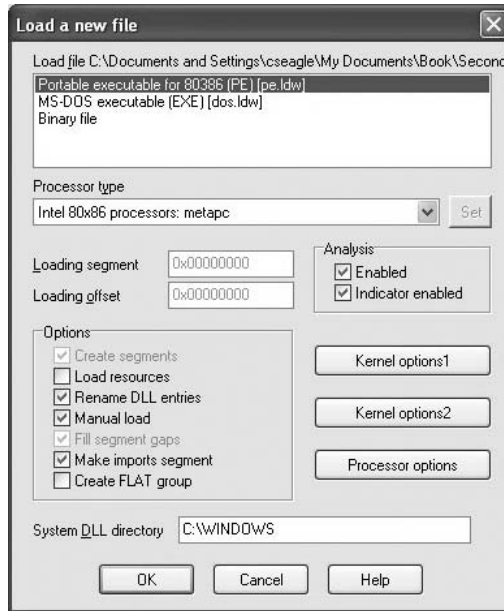 Load a new file
Load file C:\Documents and Settings\cseagle\My Documents\Book\Second
Portable executable for 80386 (PE) [pe.ldw]
MS-DOS executable (EXE) [dos.ldw]
Binary file
Processor type
Intel 80x86 processors: metapc
Set
Loading segment
0x00000000
Loading offset
0x00000000
Analysis
Enabled
Indicator enabled
Options
Create segments
Load resources
Rename DLL entries
Manual load
Fill segment gaps
Make imports segment
Create FLAT group
Kernel options1
Kernel options2
Processor options
System DLL directory
C:\WINDOWS
OK
Cancel
Help